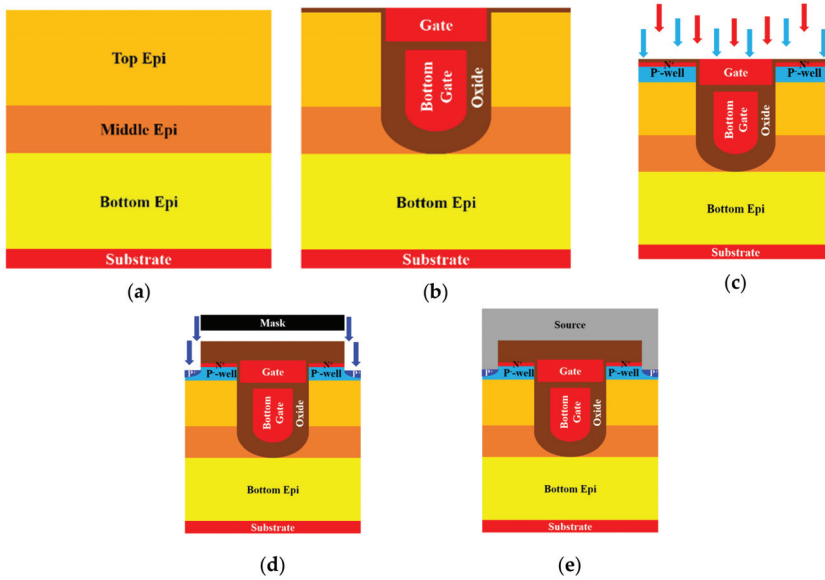 Top Epi
Middle Epi
Bottom Epi
Substrate
(a)
Gate
Bottom
Gate
Oxide
Bottom Epi
Substrate
(b)
N⁺
P⁻-well
N⁺
P⁻-well
Gate
Bottom
Gate
Oxide
Bottom Epi
Substrate
(c)
Mask
P⁺
N⁺
P⁻-well
Gate
N⁺
P⁻-well
P⁺
Bottom
Gate
Oxide
Bottom Epi
Substrate
(d)
Source
P⁺
N⁺
P⁻-well
Gate
N⁺
P⁻-well
P⁺
Bottom
Gate
Oxide
Bottom Epi
Substrate
(e)